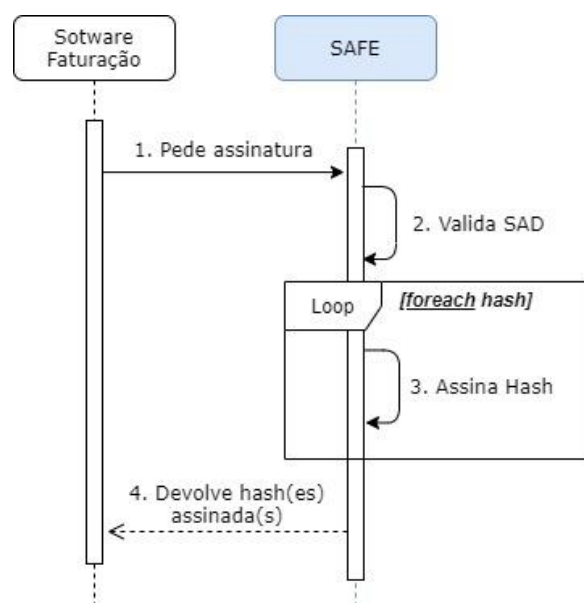 Sotware
Faturação
SAFE
1. Pede assinatura
2. Valida SAD
Loop
[foreach hash]
3. Assina Hash
4. Devolve hash(es)
assinada(s)